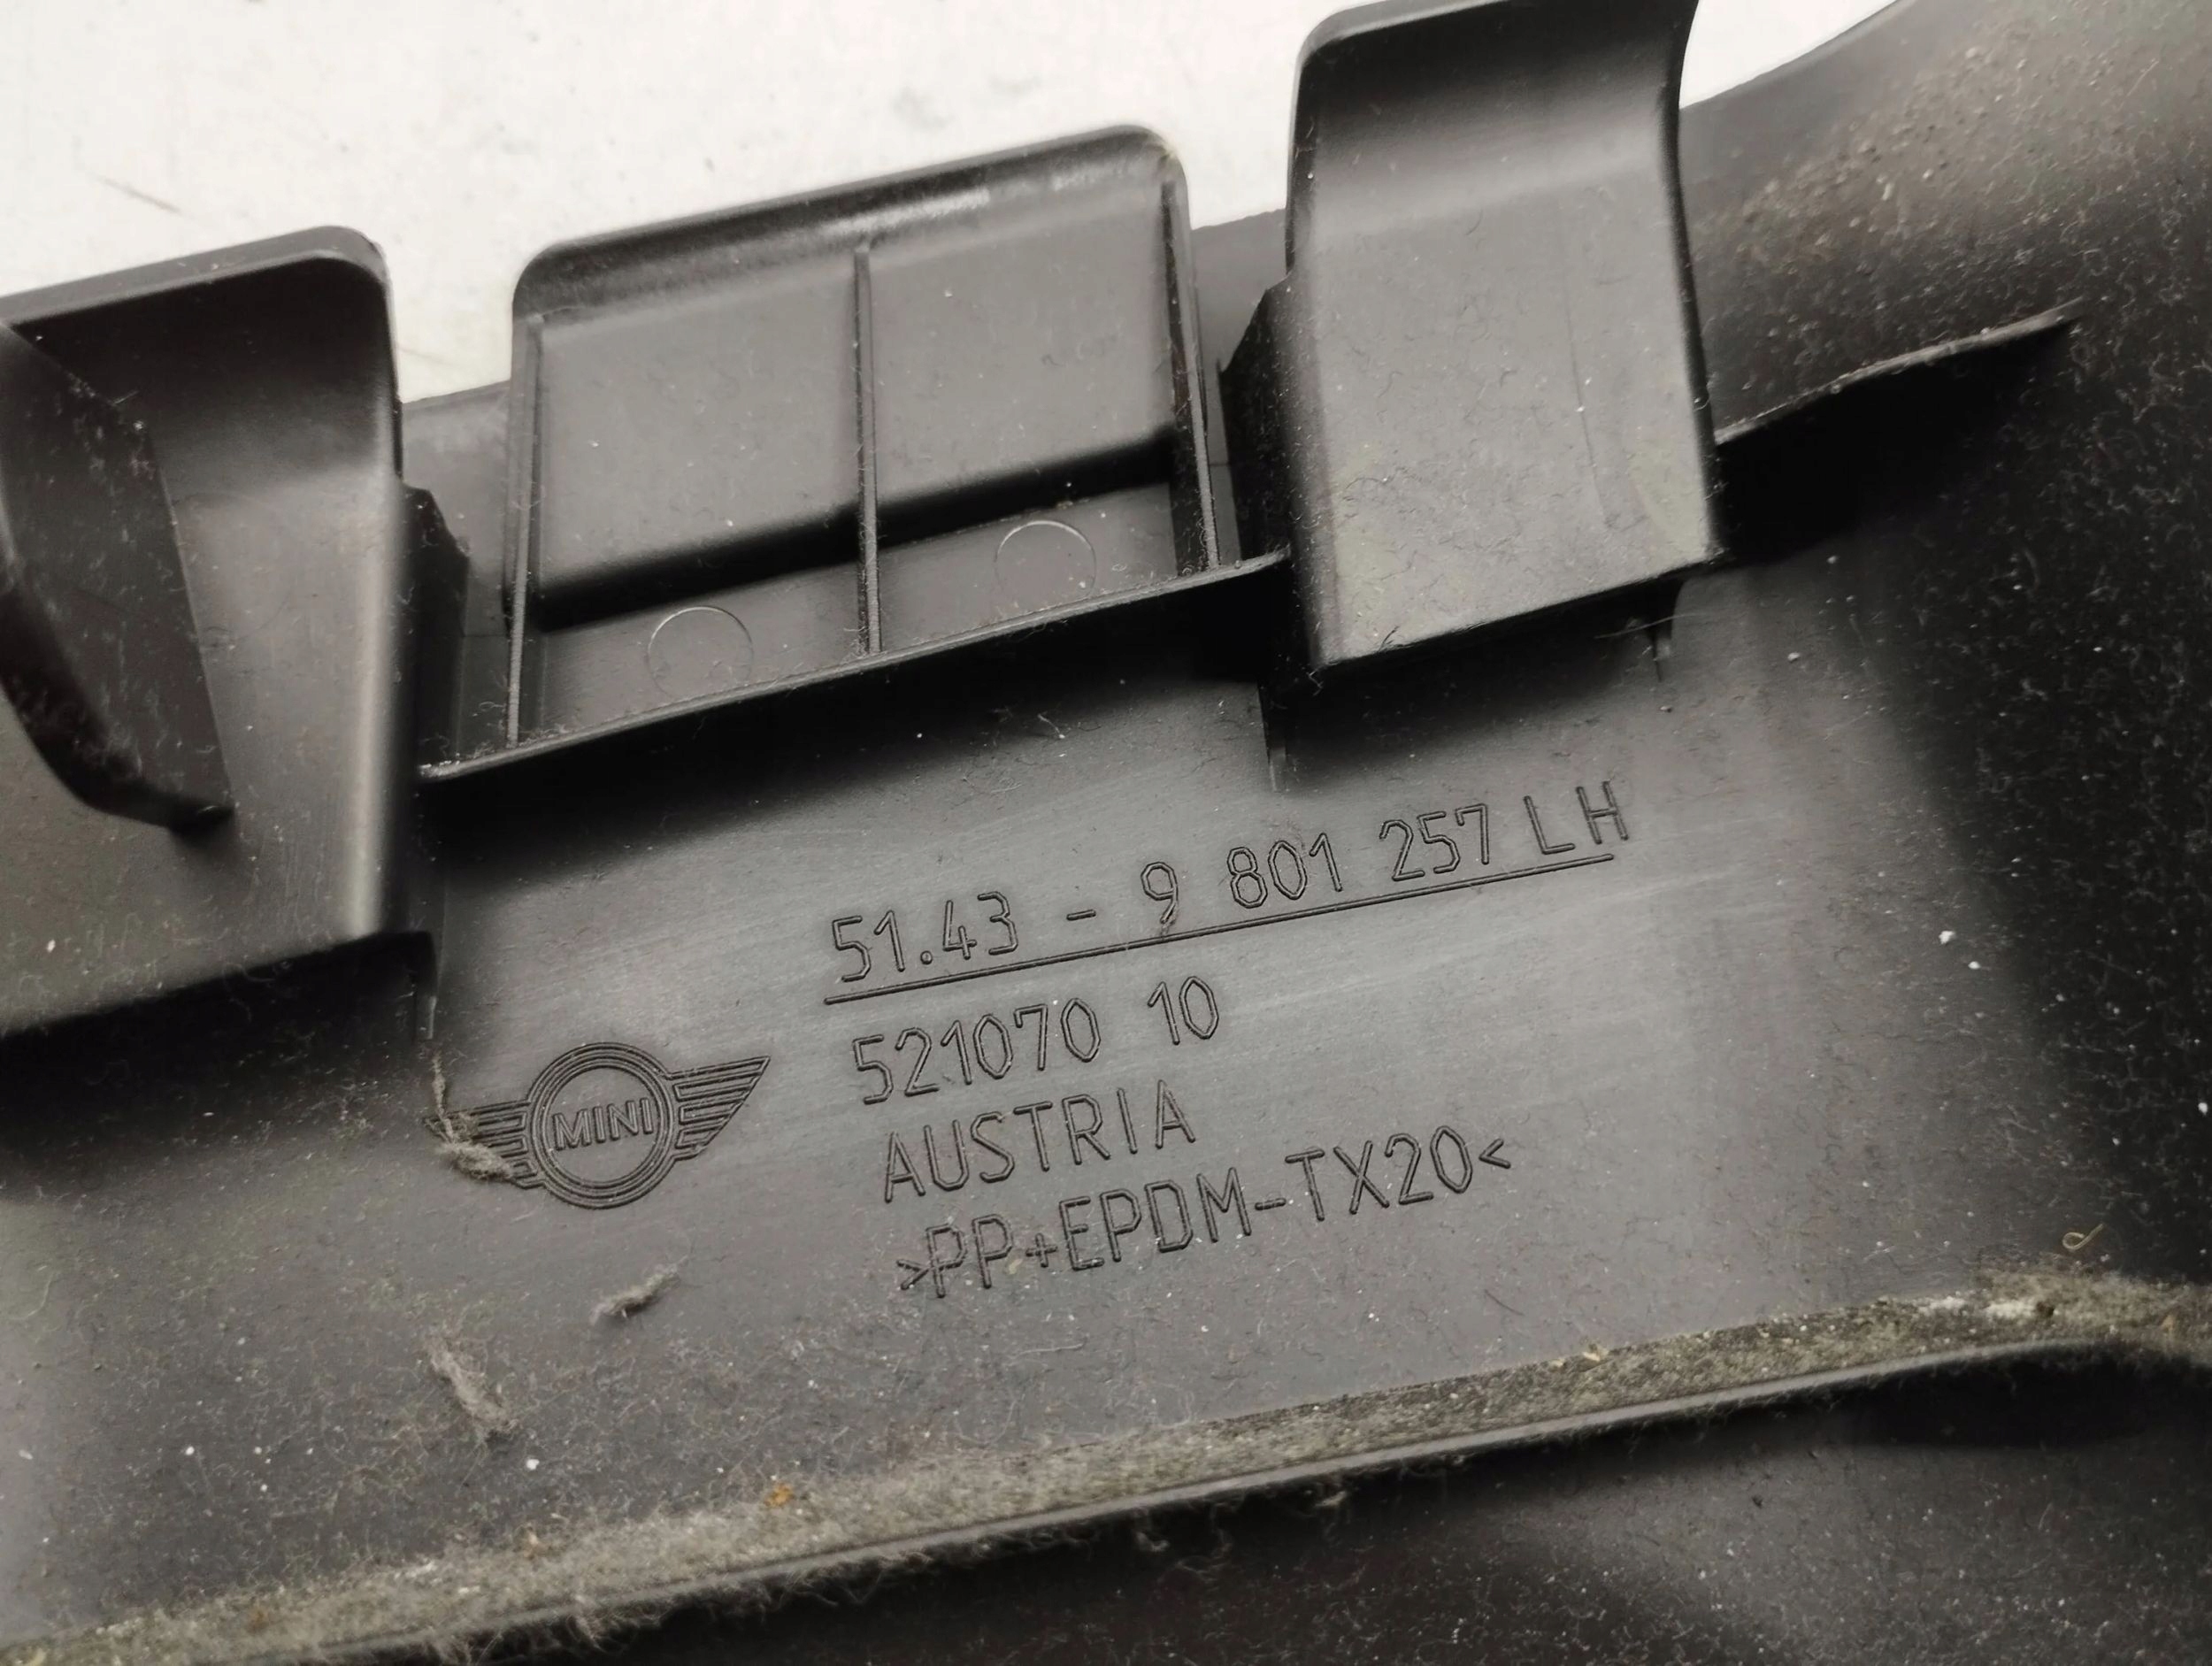 51.43 - 9 801 257 LH
521070 10
MINI
AUSTRIA
>PP+EPDM-TX20<